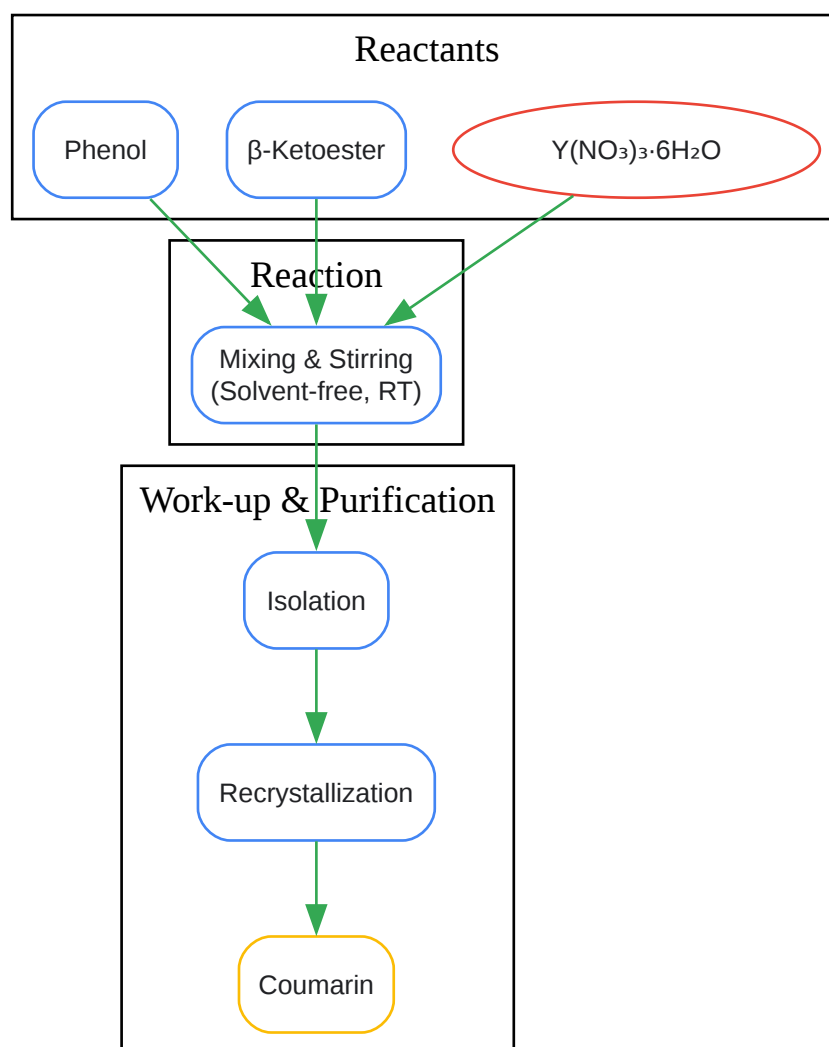 Reactants
Phenol
β-Ketoester
Y(NO₃)₃·6H₂O
Reaction
Mixing & Stirring
(Solvent-free, RT)
Work-up & Purification
Isolation
Recrystallization
Coumarin